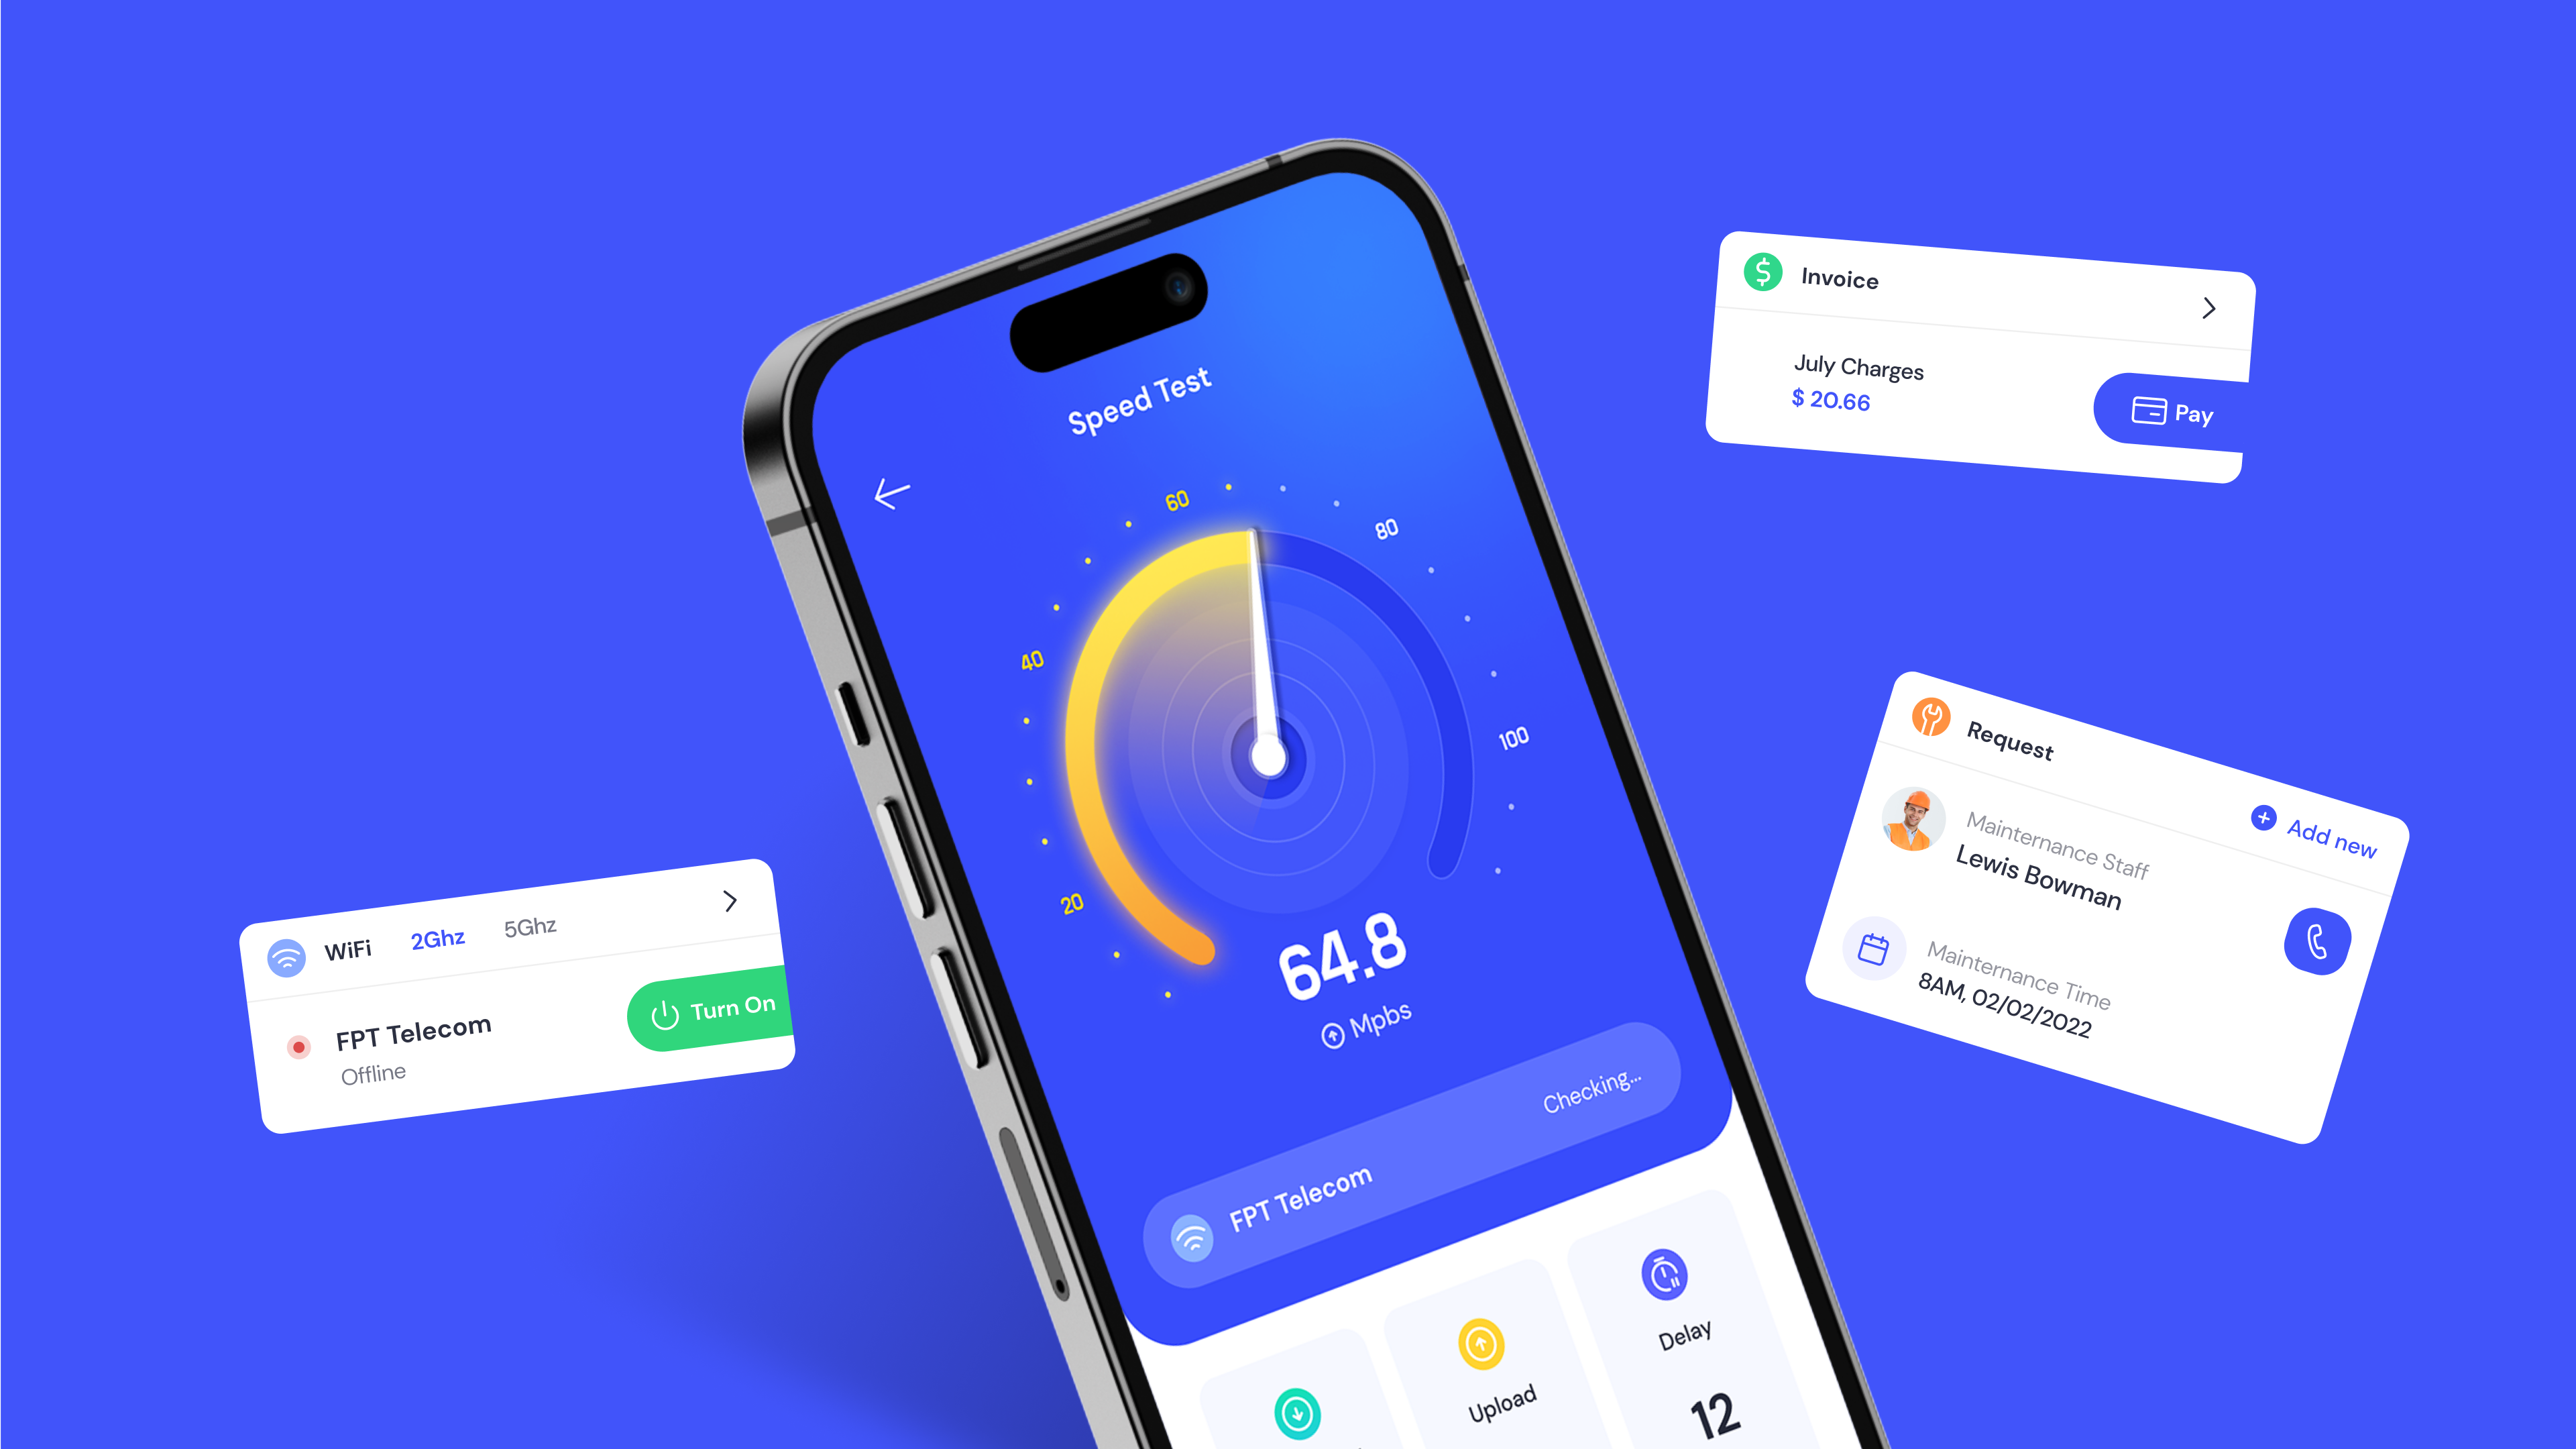 Speed Test
60
80
40
100
20
64.8
Mpbs
Checking...
FPT Telecom
Delay
12
Upload
Invoice
July Charges
$ 20.66
Pay
Request
Add new
Mainternance Staff
Lewis Bowman
Mainternance Time
8AM, 02/02/2022
WiFi 2Ghz 5Ghz
FPT Telecom
Offline
Turn On